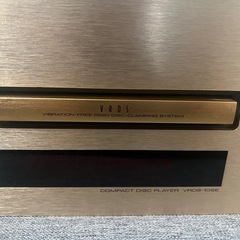 VRDS
VIBRATION-FREE RIGID DISC-CLAMPING SYSTEM
COMPACT DISC PLAYER VRDS-10SE